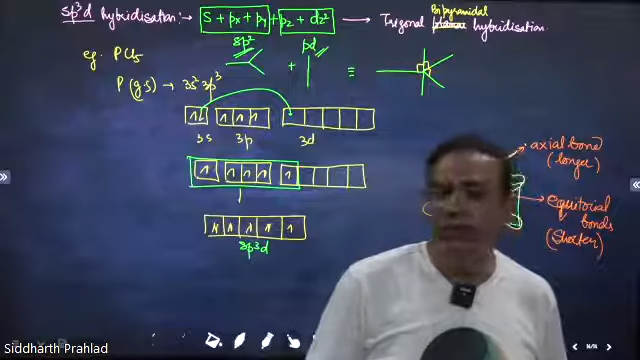 sp³d hybridisation:→ s + px + py + pz + dz² → Trigonal Bipyramidal hybridisation.
sp² pd
eg. PCl5 + ≡
P (g.s) → 3s² 3p³
3s 3p 3d
axial bone
(longer)
equitorial
bonds
(Shorter)
sp³d
Siddharth Prahlad